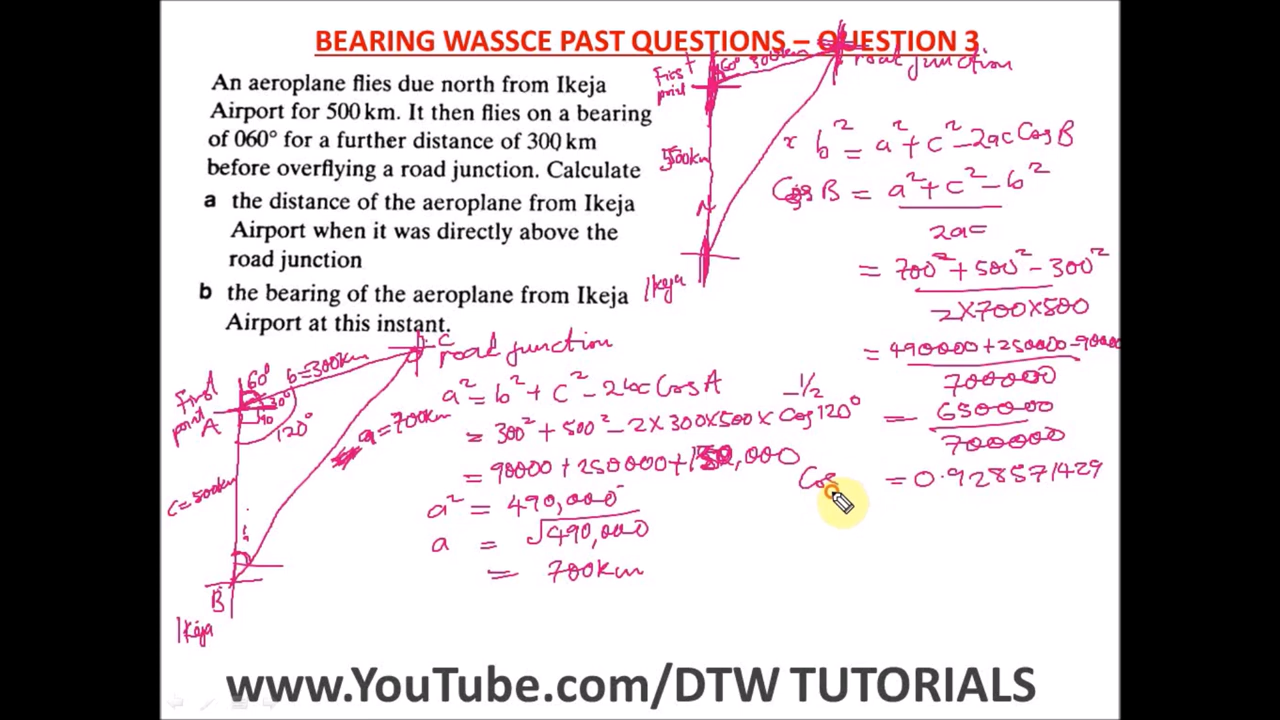 BEARING WASSCE PAST QUESTIONS – QUESTION 3
An aeroplane flies due north from Ikeja
Airport for 500 km. It then flies on a bearing
of 060° for a further distance of 300 km
before overflying a road junction. Calculate
a the distance of the aeroplane from Ikeja
Airport when it was directly above the
road junction
b the bearing of the aeroplane from Ikeja
Airport at this instant.
First point
60° 300km
road junction
500km
N
Ikeja
x b² = a² + c² - 2ac Cos B
Cos B = a² + c² - b²
2ac
= 700² + 500² - 300²
2×700×500
= 490000 + 250000 - 90000
700000
= 650000
700000
= 0.928571429
Cos
First point A
60° b=300km
C road junction
30°
90
120°
c=500km
a=700km
B
Ikeja
a² = b² + c² - 2bc Cos A
-1/2
= 300² + 500² - 2×300×500× Cos 120°
= 90000 + 250000 + 150,000
a² = 490,000
a = √490,000
= 700km
www.YouTube.com/DTW TUTORIALS